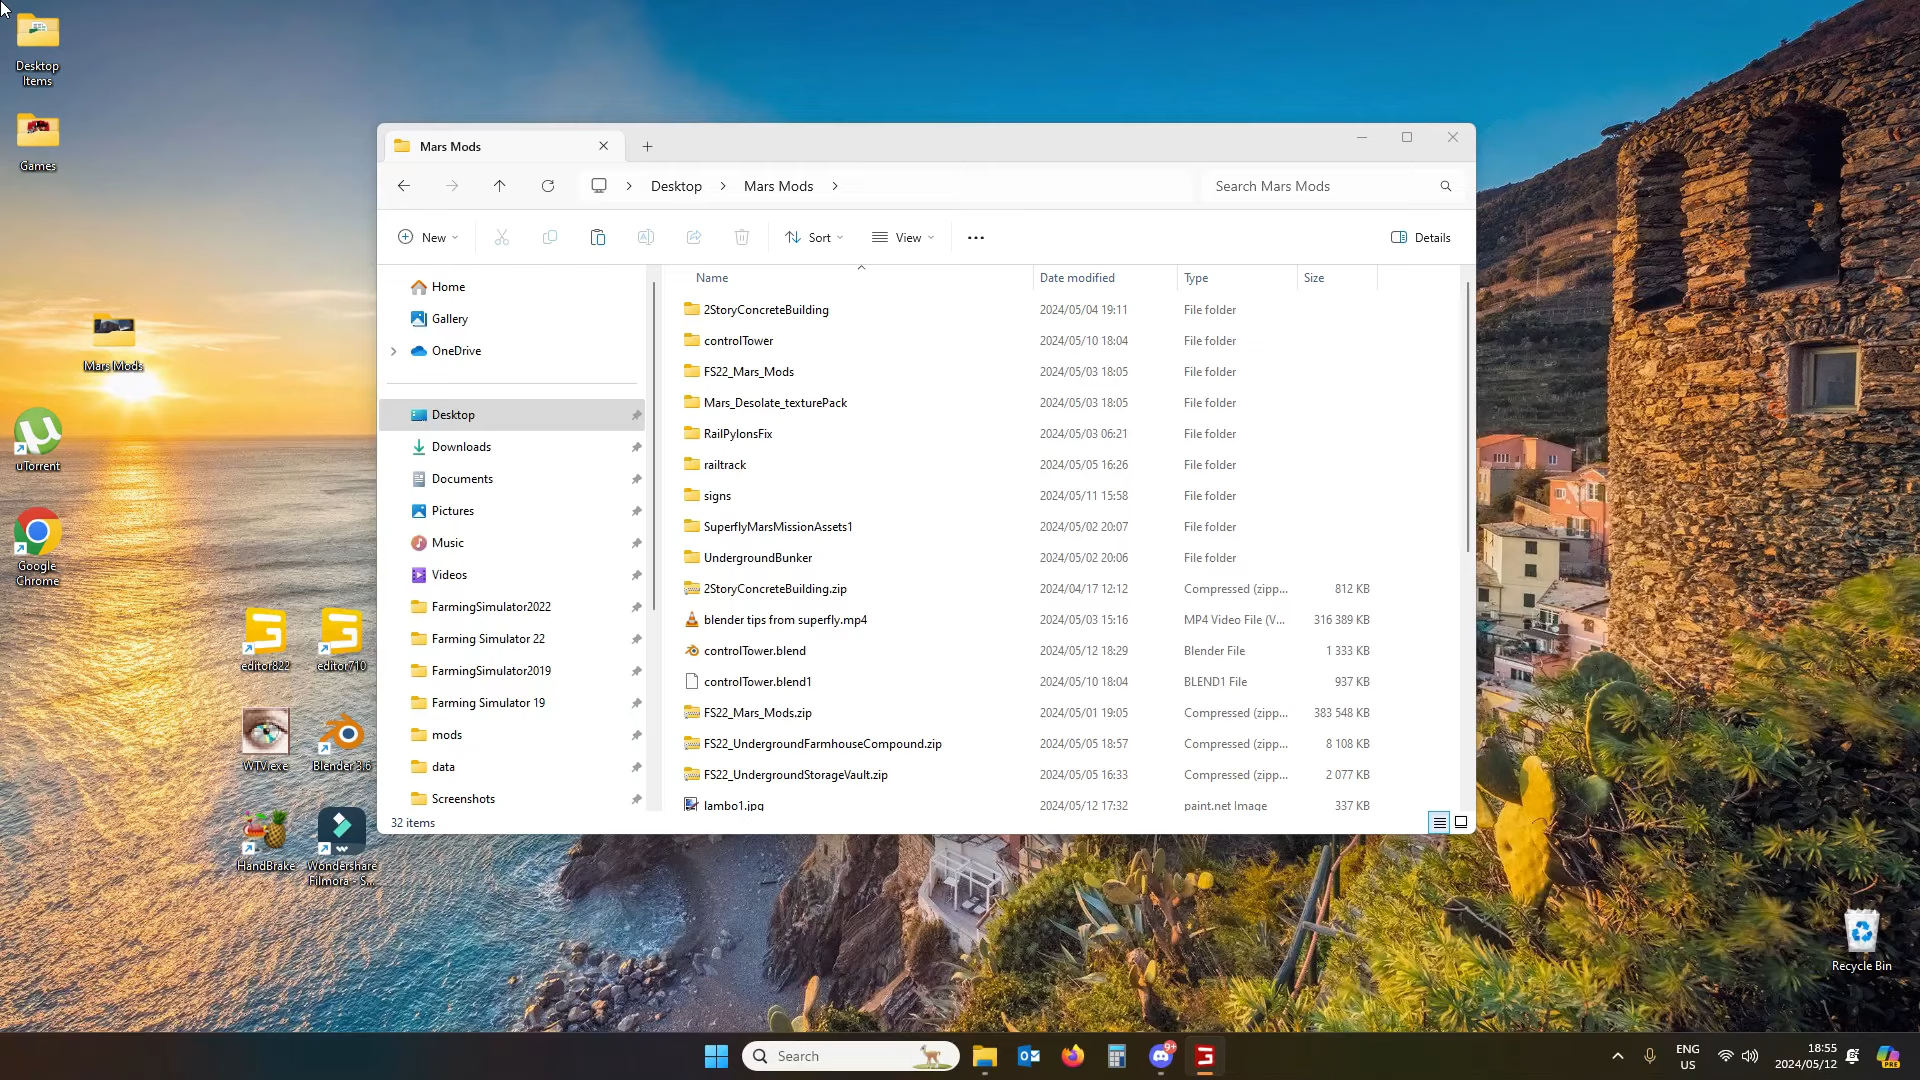 Desktop
Items
Games
Mars Mods
uTorrent
Google
Chrome
editor822
editor710
WTV.exe
Blender 3.6
HandBrake
Wondershare
Filmora - S...
Recycle Bin
Mars Mods
Desktop
Mars Mods
Search Mars Mods
New
Sort
View
Details
Home
Gallery
OneDrive
Desktop
Downloads
Documents
Pictures
Music
Videos
FarmingSimulator2022
Farming Simulator 22
FarmingSimulator2019
Farming Simulator 19
mods
data
Screenshots
Name Date modified Type Size
2StoryConcreteBuilding 2024/05/04 19:11 File folder
controlTower 2024/05/10 18:04 File folder
FS22_Mars_Mods 2024/05/03 18:05 File folder
Mars_Desolate_texturePack 2024/05/03 18:05 File folder
RailPylonsFix 2024/05/03 06:21 File folder
railtrack 2024/05/05 16:26 File folder
signs 2024/05/11 15:58 File folder
SuperflyMarsMissionAssets1 2024/05/02 20:07 File folder
UndergroundBunker 2024/05/02 20:06 File folder
2StoryConcreteBuilding.zip 2024/04/17 12:12 Compressed (zipp... 812 KB
blender tips from superfly.mp4 2024/05/03 15:16 MP4 Video File (V... 316 389 KB
controlTower.blend 2024/05/12 18:29 Blender File 1 333 KB
controlTower.blend1 2024/05/10 18:04 BLEND1 File 937 KB
FS22_Mars_Mods.zip 2024/05/01 19:05 Compressed (zipp... 383 548 KB
FS22_UndergroundFarmhouseCompound.zip 2024/05/05 18:57 Compressed (zipp... 8 108 KB
FS22_UndergroundStorageVault.zip 2024/05/05 16:33 Compressed (zipp... 2 077 KB
lambo1.jpg 2024/05/12 17:32 paint.net Image 337 KB
32 items
Search
9+
ENG
US
18:55
2024/05/12
PRE